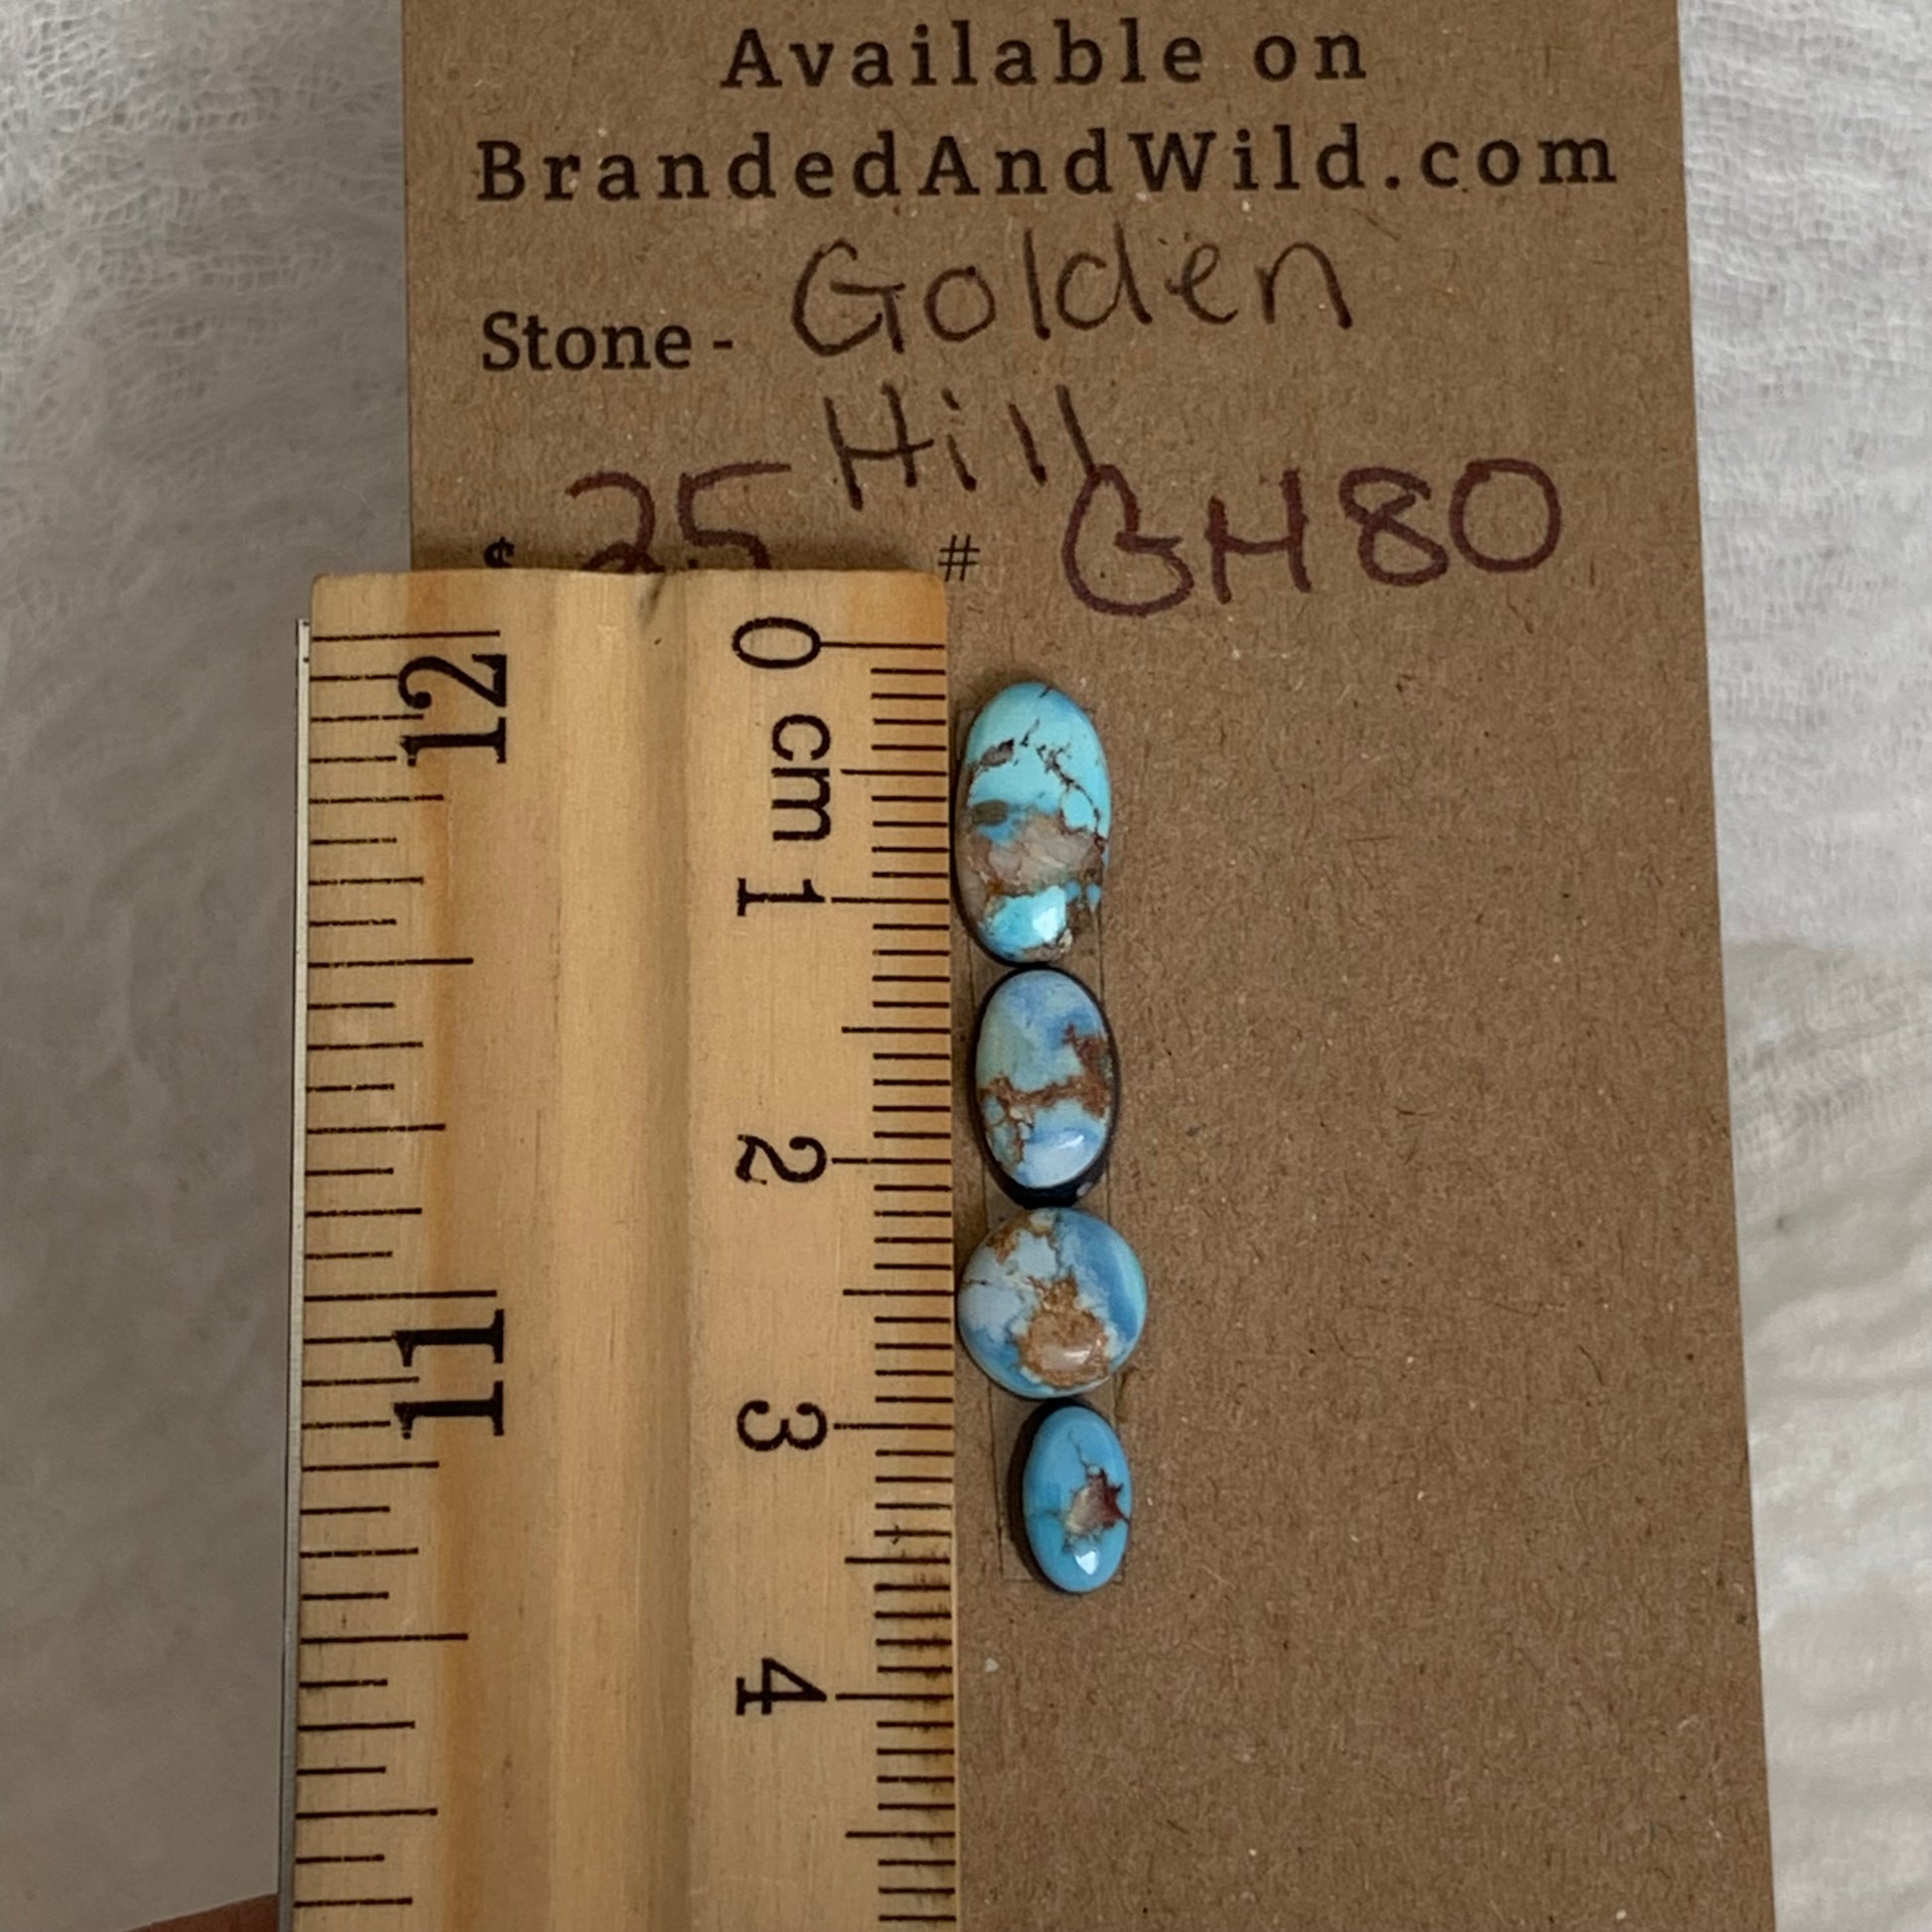 Available on
BrandedAndWild.com
Stone - Golden
Hill
$ 25 # GH80
12
11
0 cm 1 2 3 4